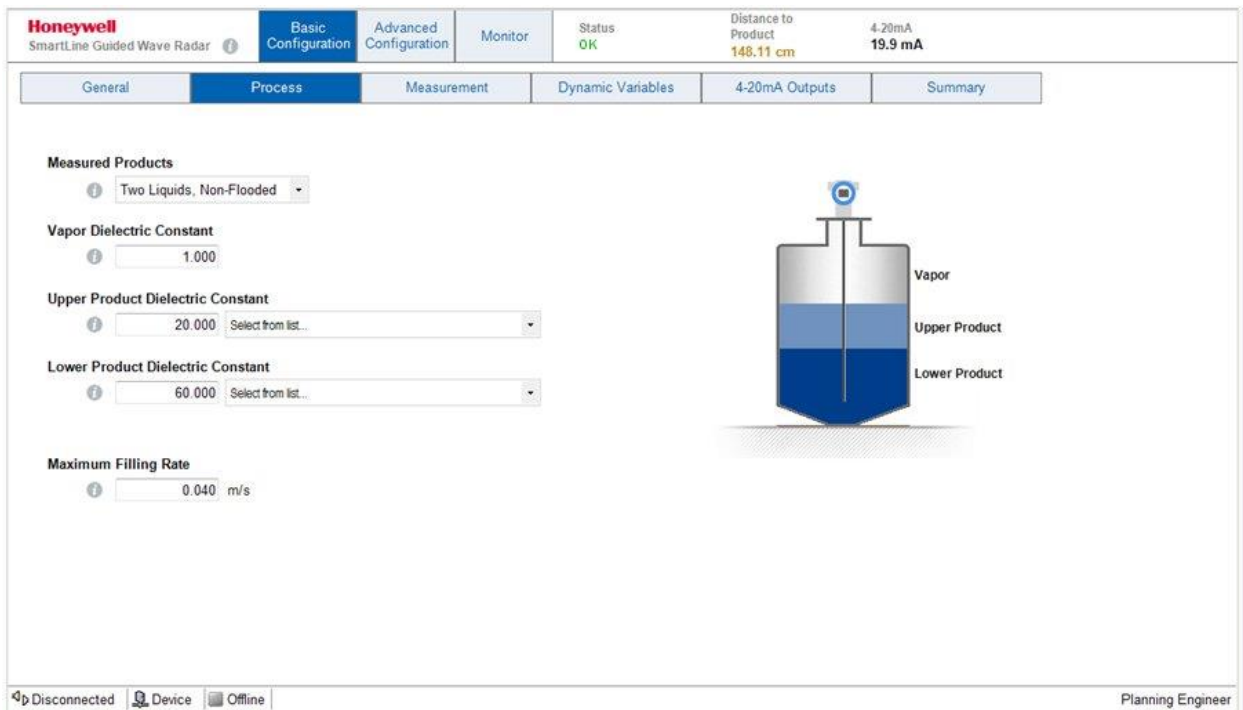 Honeywell
SmartLine Guided Wave Radar
Basic Configuration
Advanced Configuration
Monitor
Status
OK
Distance to Product
148.11 cm
4-20mA
19.9 mA
General
Process
Measurement
Dynamic Variables
4-20mA Outputs
Summary
Measured Products
Two Liquids, Non-Flooded
Vapor Dielectric Constant
1.000
Upper Product Dielectric Constant
20.000 Select from list...
Lower Product Dielectric Constant
60.000 Select from list...
Maximum Filling Rate
0.040 m/s
Vapor
Upper Product
Lower Product
Disconnected Device Offline Planning Engineer